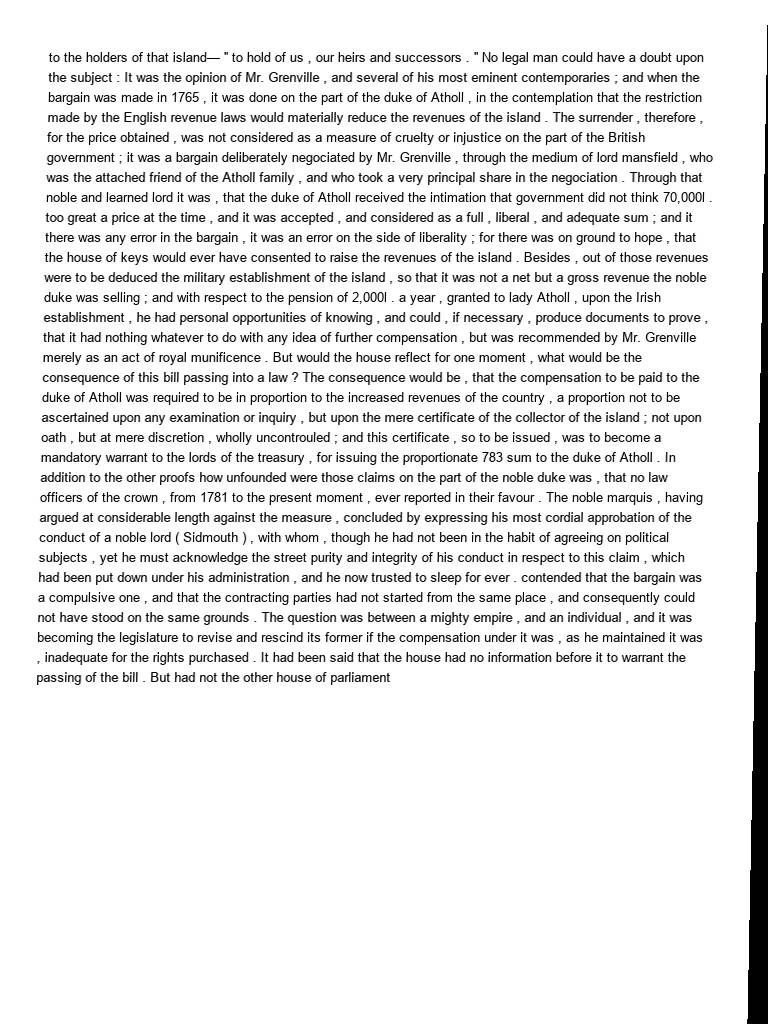 to the holders of that island— " to hold of us , our heirs and successors . " No legal man could have a doubt upon
the subject : It was the opinion of Mr. Grenville , and several of his most eminent contemporaries ; and when the
bargain was made in 1765 , it was done on the part of the duke of Atholl , in the contemplation that the restriction
made by the English revenue laws would materially reduce the revenues of the island . The surrender , therefore ,
for the price obtained , was not considered as a measure of cruelty or injustice on the part of the British
government ; it was a bargain deliberately negociated by Mr. Grenville , through the medium of lord mansfield , who
was the attached friend of the Atholl family , and who took a very principal share in the negociation . Through that
noble and learned lord it was , that the duke of Atholl received the intimation that government did not think 70,000l .
too great a price at the time , and it was accepted , and considered as a full , liberal , and adequate sum ; and it
there was any error in the bargain , it was an error on the side of liberality ; for there was on ground to hope , that
the house of keys would ever have consented to raise the revenues of the island . Besides , out of those revenues
were to be deducted the military establishment of the island , so that it was not a net but a gross revenue the noble
duke was selling ; and with respect to the pension of 2,000l . a year , granted to lady Atholl , upon the Irish
establishment , he had personal opportunities of knowing , and could , if necessary , produce documents to prove ,
that it had nothing whatever to do with any idea of further compensation , but was recommended by Mr. Grenville
merely as an act of royal munificence . But would the house reflect for one moment , what would be the
consequence of this bill passing into a law ? The consequence would be , that the compensation to be paid to the
duke of Atholl was required to be in proportion to the increased revenues of the country , a proportion not to be
ascertained upon any examination or inquiry , but upon the mere certificate of the collector of the island ; not upon
oath , but at mere discretion , wholly uncontrouled ; and this certificate , so to be issued , was to become a
mandatory warrant to the lords of the treasury , for issuing the proportionate 783 sum to the duke of Atholl . In
addition to the other proofs how unfounded were those claims on the part of the noble duke was , that no law
officers of the crown , from 1781 to the present moment , ever reported in their favour . The noble marquis , having
argued at considerable length against the measure , concluded by expressing his most cordial approbation of the
conduct of a noble lord ( Sidmouth ) , with whom , though he had not been in the habit of agreeing on political
subjects , yet he must acknowledge the street purity and integrity of his conduct in respect to this claim , which
had been put down under his administration , and he now trusted to sleep for ever . contended that the bargain was
a compulsive one , and that the contracting parties had not started from the same place , and consequently could
not have stood on the same grounds . The question was between a mighty empire , and an individual , and it was
becoming the legislature to revise and rescind its former if the compensation under it was , as he maintained it was
, inadequate for the rights purchased . It had been said that the house had no information before it to warrant the
passing of the bill . But had not the other house of parliament